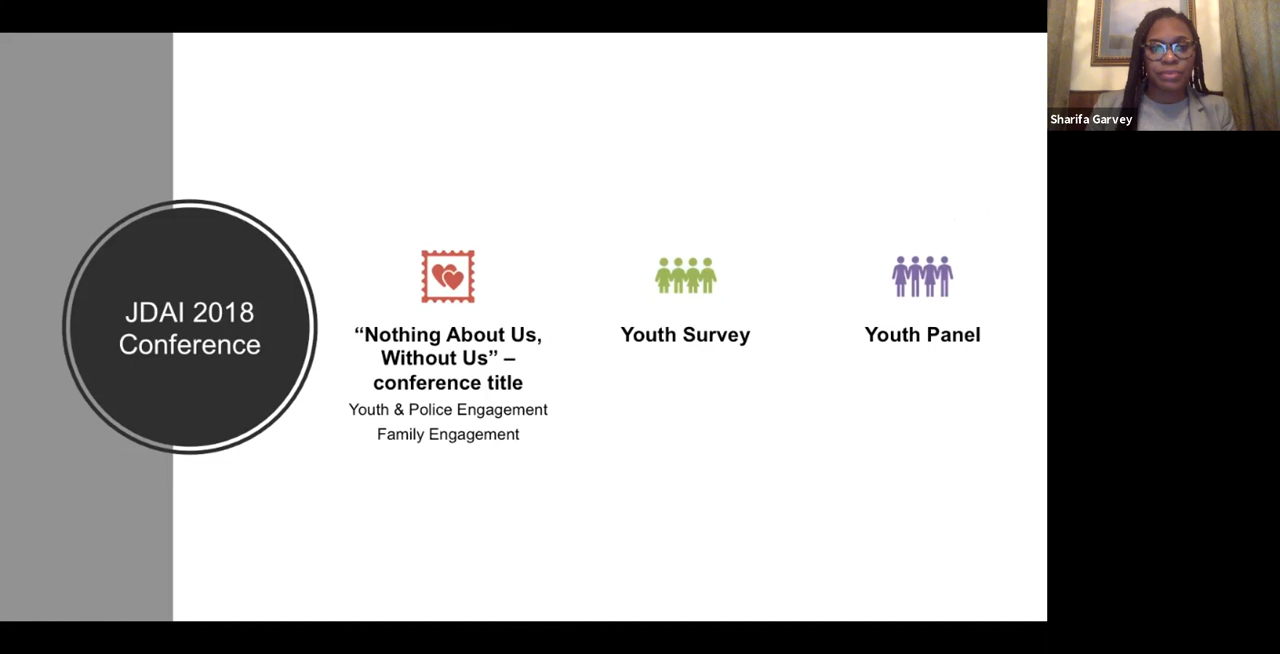 Sharifa Garvey
JDAI 2018
Conference
“Nothing About Us,
Without Us” –
conference title
Youth & Police Engagement
Family Engagement
Youth Survey
Youth Panel